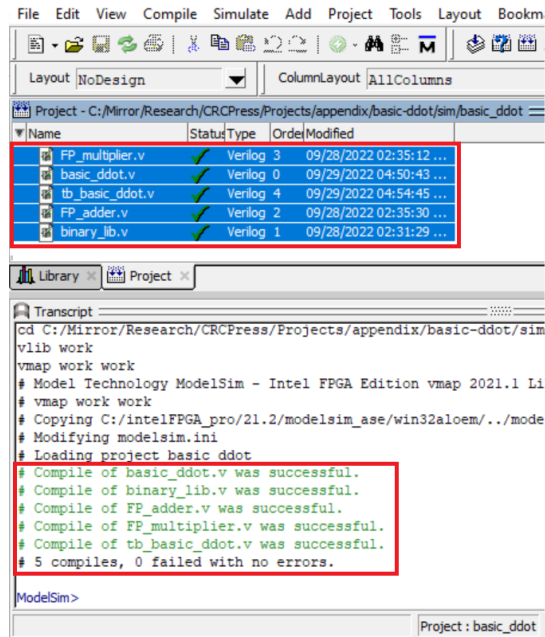 File Edit View Compile Simulate Add Project Tools Layout Bookm
Layout NoDesign ColumnLayout AllColumns
Project - C:/Mirror/Research/CRCPress/Projects/appendix/basic-ddot/sim/basic_ddot
Name Status Type Order Modified
FP_multiplier.v Verilog 3 09/28/2022 02:35:12 ...
basic_ddot.v Verilog 0 09/29/2022 04:50:43 ...
tb_basic_ddot.v Verilog 4 09/29/2022 04:54:45 ...
FP_adder.v Verilog 2 09/28/2022 02:35:30 ...
binary_lib.v Verilog 1 09/28/2022 02:31:29 ...
Library Project
Transcript
cd C:/Mirror/Research/CRCPress/Projects/appendix/basic-ddot/sim
vlib work
vmap work work
# Model Technology ModelSim - Intel FPGA Edition vmap 2021.1 Li
# vmap work work
# Copying C:/intelFPGA_pro/21.2/modelsim_ase/win32aloem/../mode
# Modifying modelsim.ini
# Loading project basic_ddot
# Compile of basic_ddot.v was successful.
# Compile of binary_lib.v was successful.
# Compile of FP_adder.v was successful.
# Compile of FP_multiplier.v was successful.
# Compile of tb_basic_ddot.v was successful.
# 5 compiles, 0 failed with no errors.
ModelSim>
Project : basic_ddot